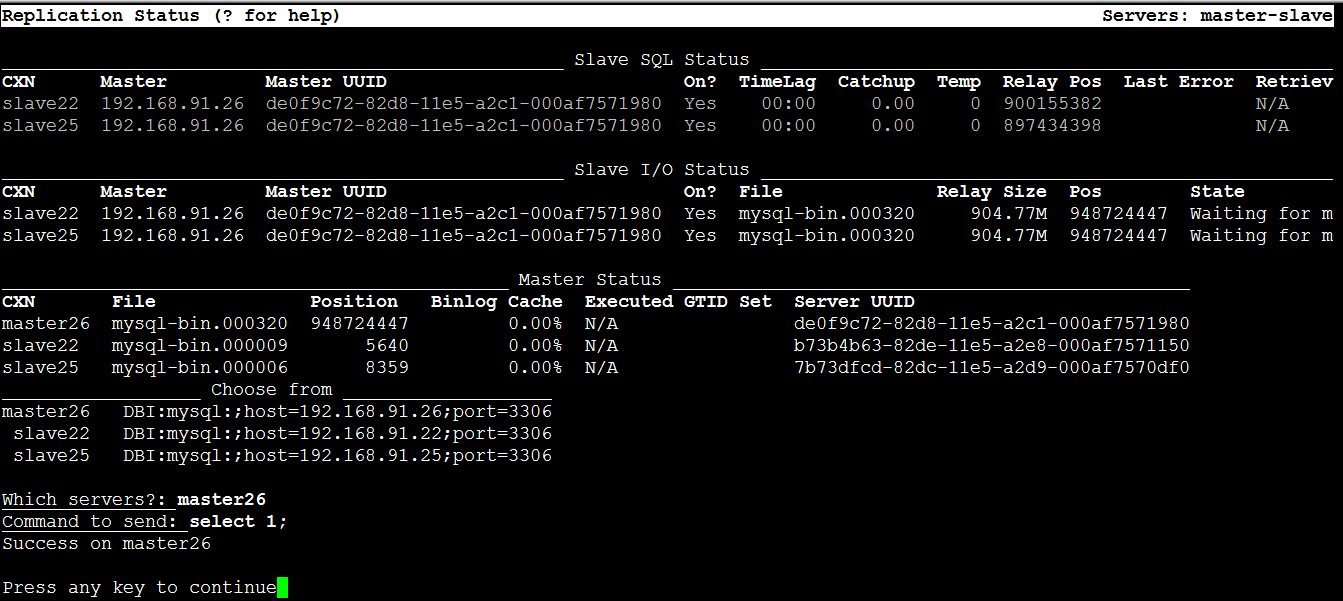 Replication Status (? for help) Servers: master-slave
Slave SQL Status
CXN Master Master UUID On? TimeLag Catchup Temp Relay Pos Last Error Retriev
slave22 192.168.91.26 de0f9c72-82d8-11e5-a2c1-000af7571980 Yes 00:00 0.00 0 900155382 N/A
slave25 192.168.91.26 de0f9c72-82d8-11e5-a2c1-000af7571980 Yes 00:00 0.00 0 897434398 N/A
Slave I/O Status
CXN Master Master UUID On? File Relay Size Pos State
slave22 192.168.91.26 de0f9c72-82d8-11e5-a2c1-000af7571980 Yes mysql-bin.000320 904.77M 948724447 Waiting for m
slave25 192.168.91.26 de0f9c72-82d8-11e5-a2c1-000af7571980 Yes mysql-bin.000320 904.77M 948724447 Waiting for m
Master Status
CXN File Position Binlog Cache Executed GTID Set Server UUID
master26 mysql-bin.000320 948724447 0.00% N/A de0f9c72-82d8-11e5-a2c1-000af7571980
slave22 mysql-bin.000009 5640 0.00% N/A b73b4b63-82de-11e5-a2e8-000af7571150
slave25 mysql-bin.000006 8359 0.00% N/A 7b73dfcd-82dc-11e5-a2d9-000af7570df0
Choose from
master26 DBI:mysql:;host=192.168.91.26;port=3306
slave22 DBI:mysql:;host=192.168.91.22;port=3306
slave25 DBI:mysql:;host=192.168.91.25;port=3306
Which servers?: master26
Command to send: select 1;
Success on master26
Press any key to continue